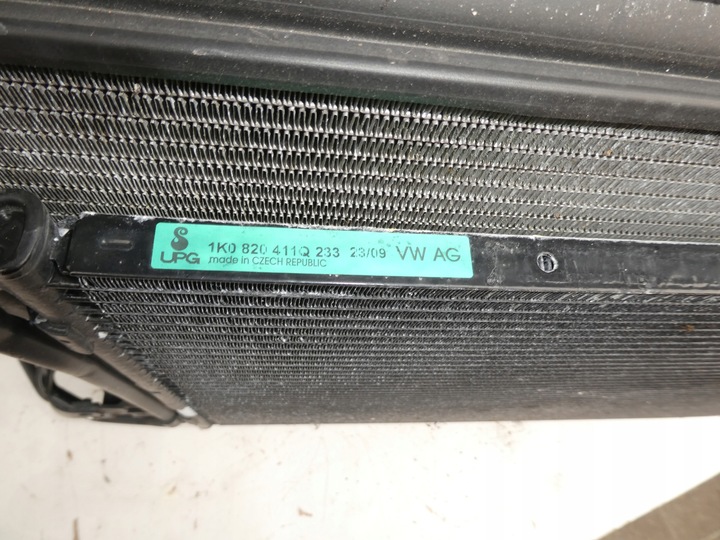 UPG
1K0 820 411Q 233 23/09 VW AG
made in CZECH REPUBLIC